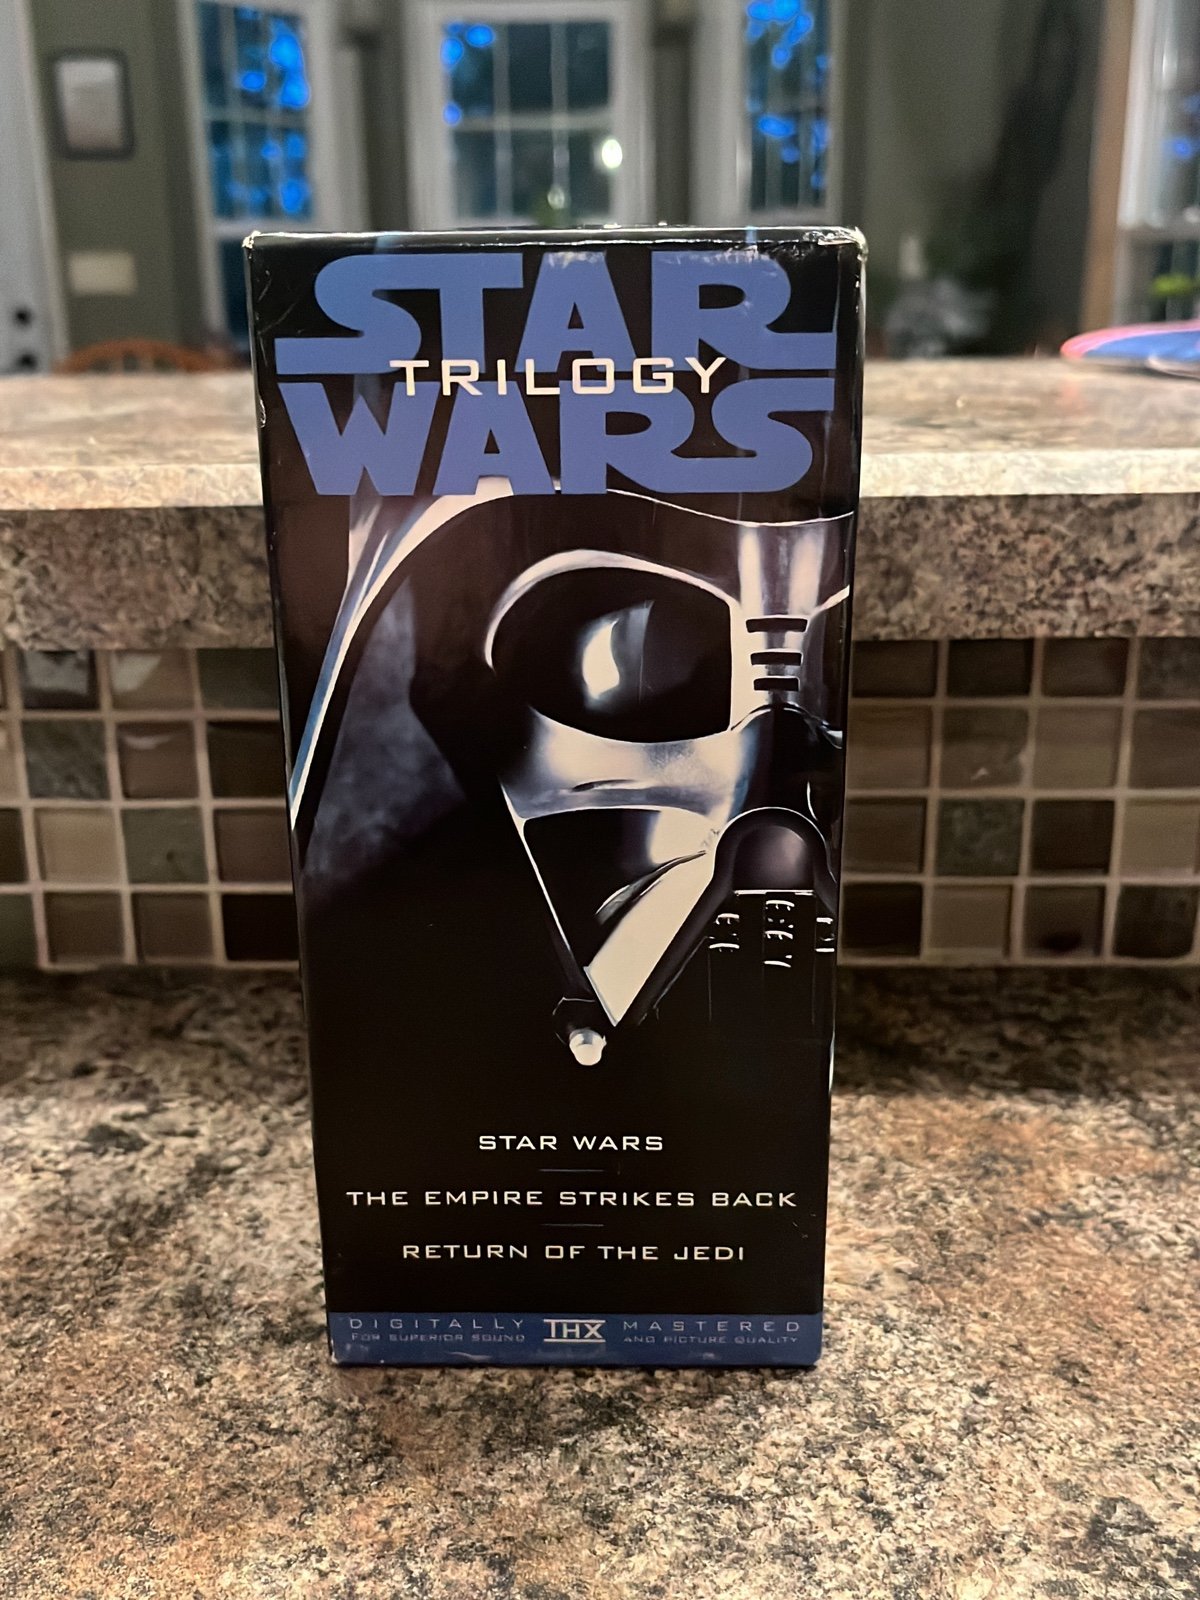 STAR
TRILOGY
WARS
STAR WARS
THE EMPIRE STRIKES BACK
RETURN OF THE JEDI
DIGITALLY THX MASTERED
FOR SUPERIOR SOUND AND PICTURE QUALITY